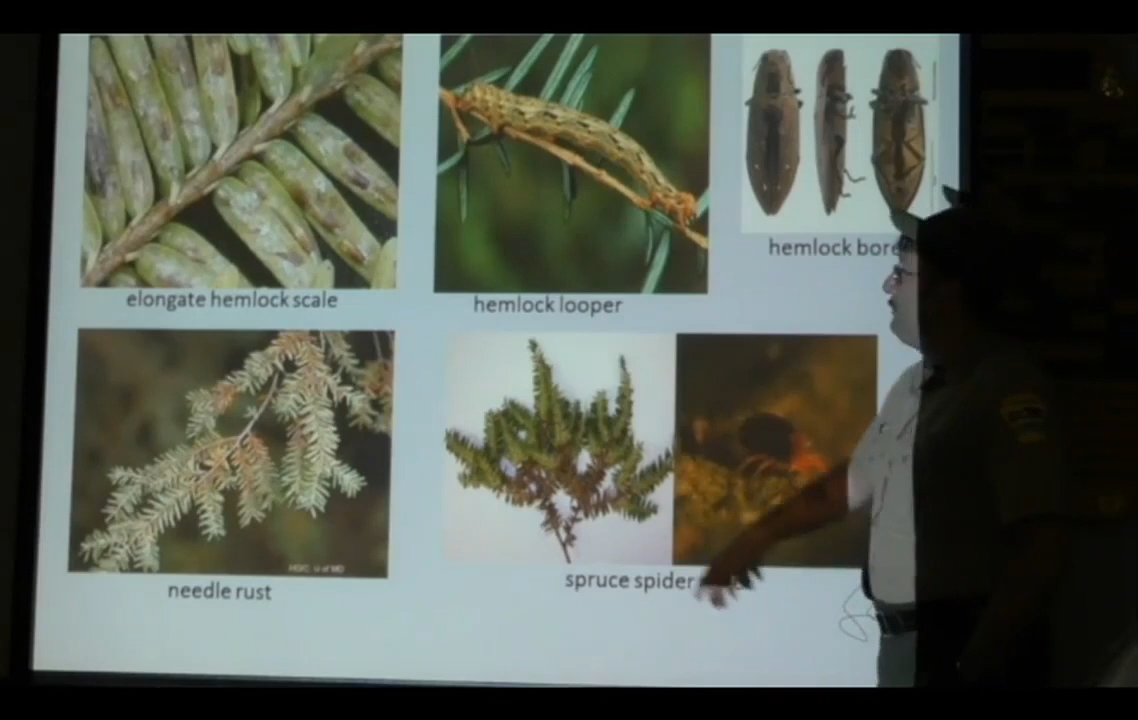 hemlock bore
elongate hemlock scale
hemlock looper
needle rust
spruce spider